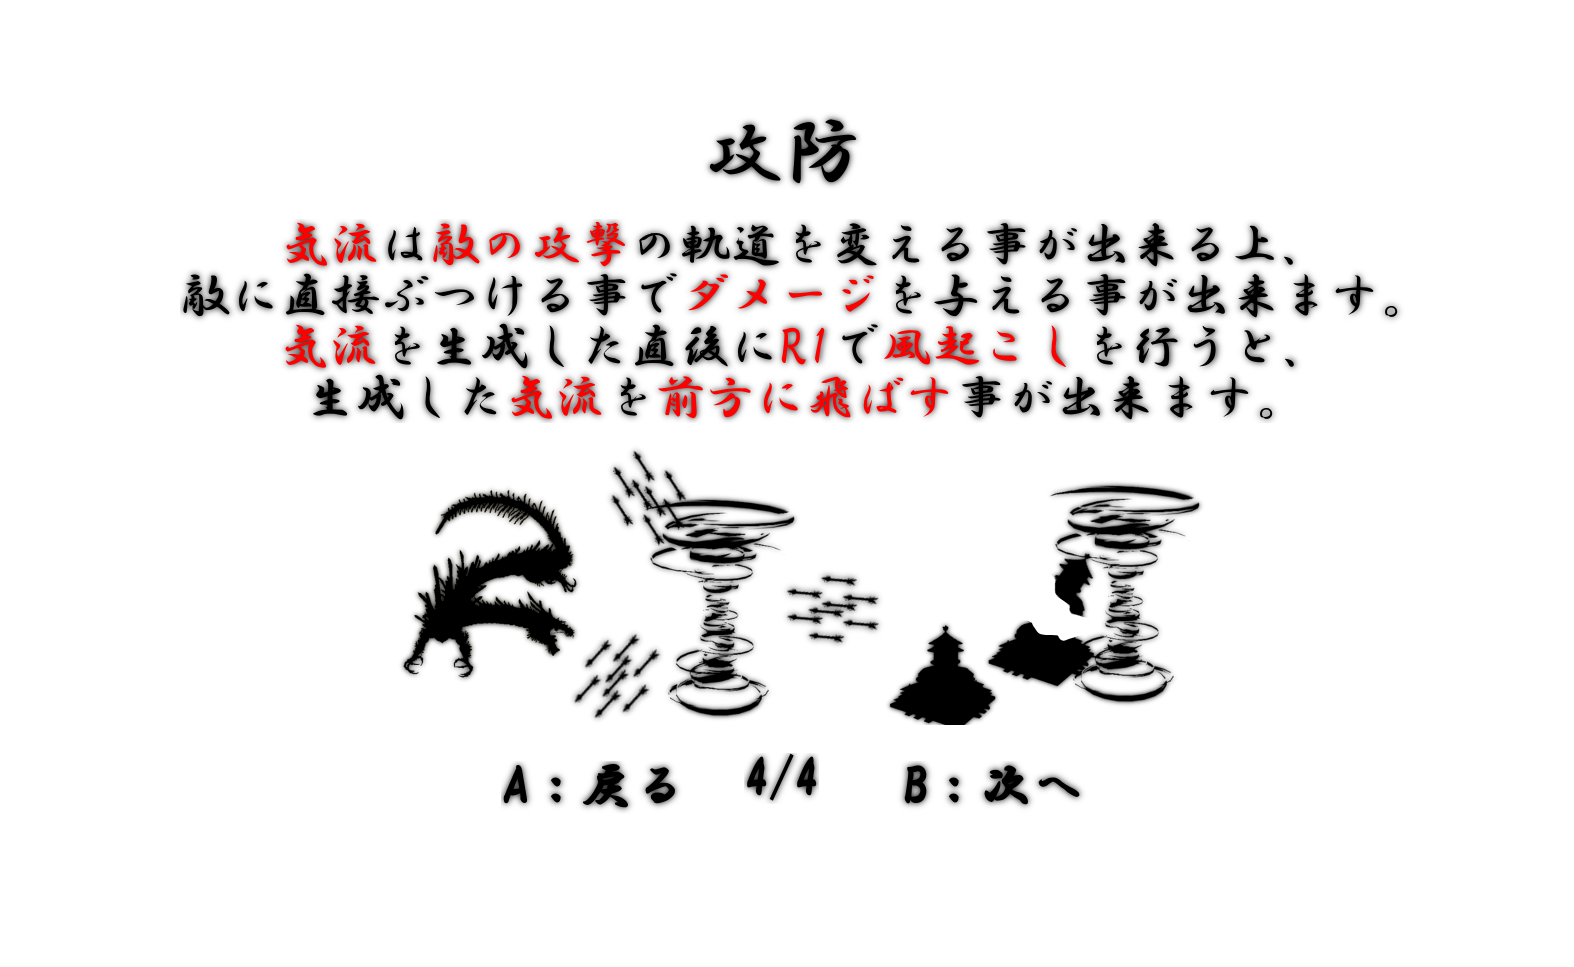 攻防
気流は敵の攻撃の軌道を変える事が出来る上、
敵に直接ぶつける事でダメージを与える事が出来ます。
気流を生成した直後にR1で風起こしを行うと、
生成した気流を前方に飛ばす事が出来ます。
A：戻る 4/4 B：次へ